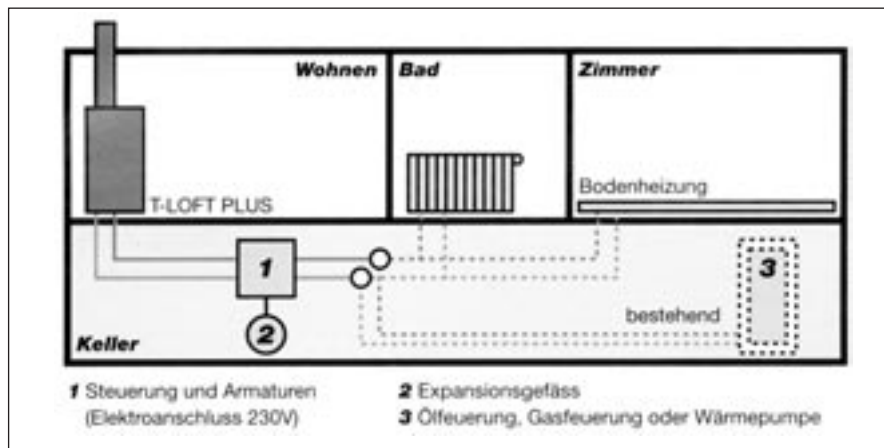 Wohnen
Bad
Zimmer
Bodenheizung
T-LOFT PLUS
1
3
bestehend
2
Keller
1 Steuerung und Armaturen
(Elektroanschluss 230V)
2 Expansionsgefäss
3 Ölfeuerung, Gasfeuerung oder Wärmepumpe